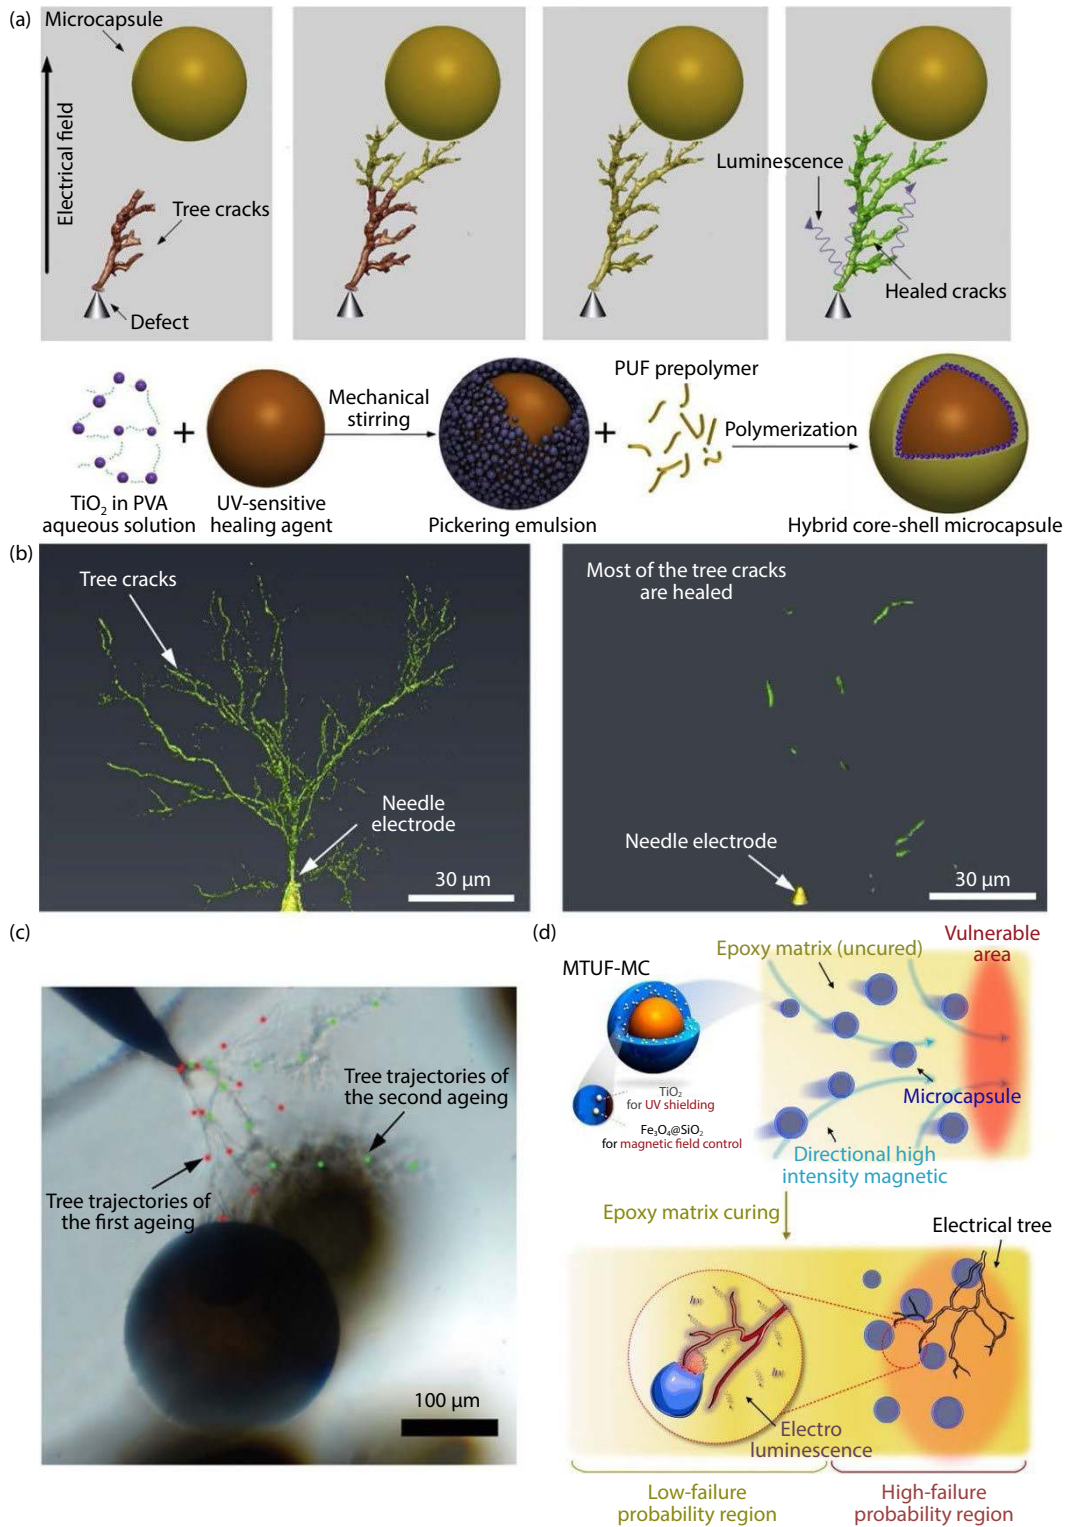 (a)
Microcapsule
Electrical field
Tree cracks
Defect
Luminescence
Healed cracks
TiO₂ in PVA
aqueous solution
+
UV-sensitive
healing agent
Mechanical
stirring
Pickering emulsion
+
PUF prepolymer
Polymerization
Hybrid core-shell microcapsule
(b)
Tree cracks
Needle
electrode
30 μm
Most of the tree cracks
are healed
Needle electrode
30 μm
(c)
Tree trajectories of
the second ageing
Tree trajectories of
the first ageing
100 μm
(d)
MTUF-MC
TiO₂
for UV shielding
Fe₃O₄@SiO₂
for magnetic field control
Epoxy matrix (uncured)
Vulnerable
area
Microcapsule
Directional high
intensity magnetic
Epoxy matrix curing
Electrical tree
hv
Electro
luminescence
Low-failure
probability region
High-failure
probability region